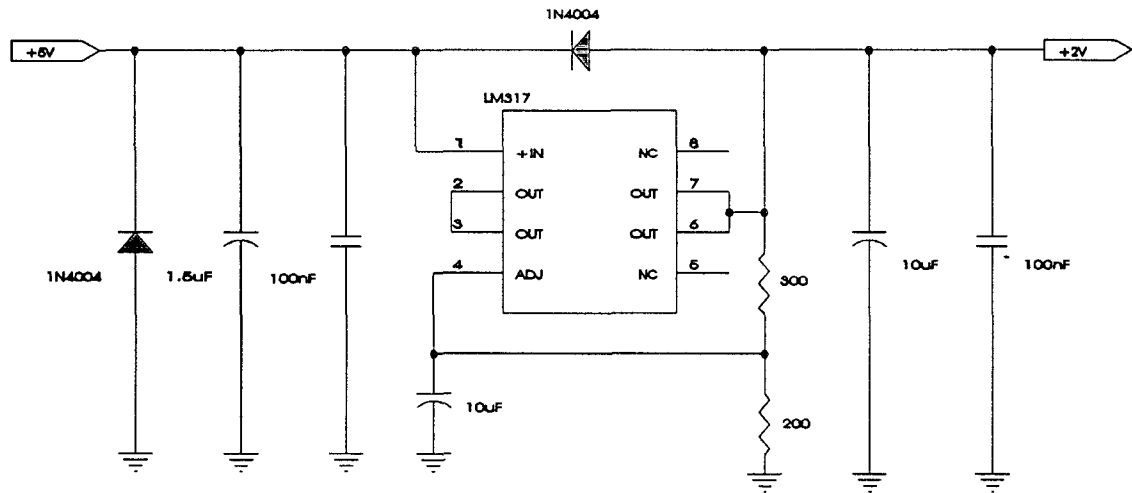 1N4004
+5V
+2V
LM317
1
+IN
NC
8
2
OUT
OUT
7
3
OUT
OUT
6
4
ADJ
NC
5
1N4004
1.5uF
100nF
300
10uF
100nF
10uF
200